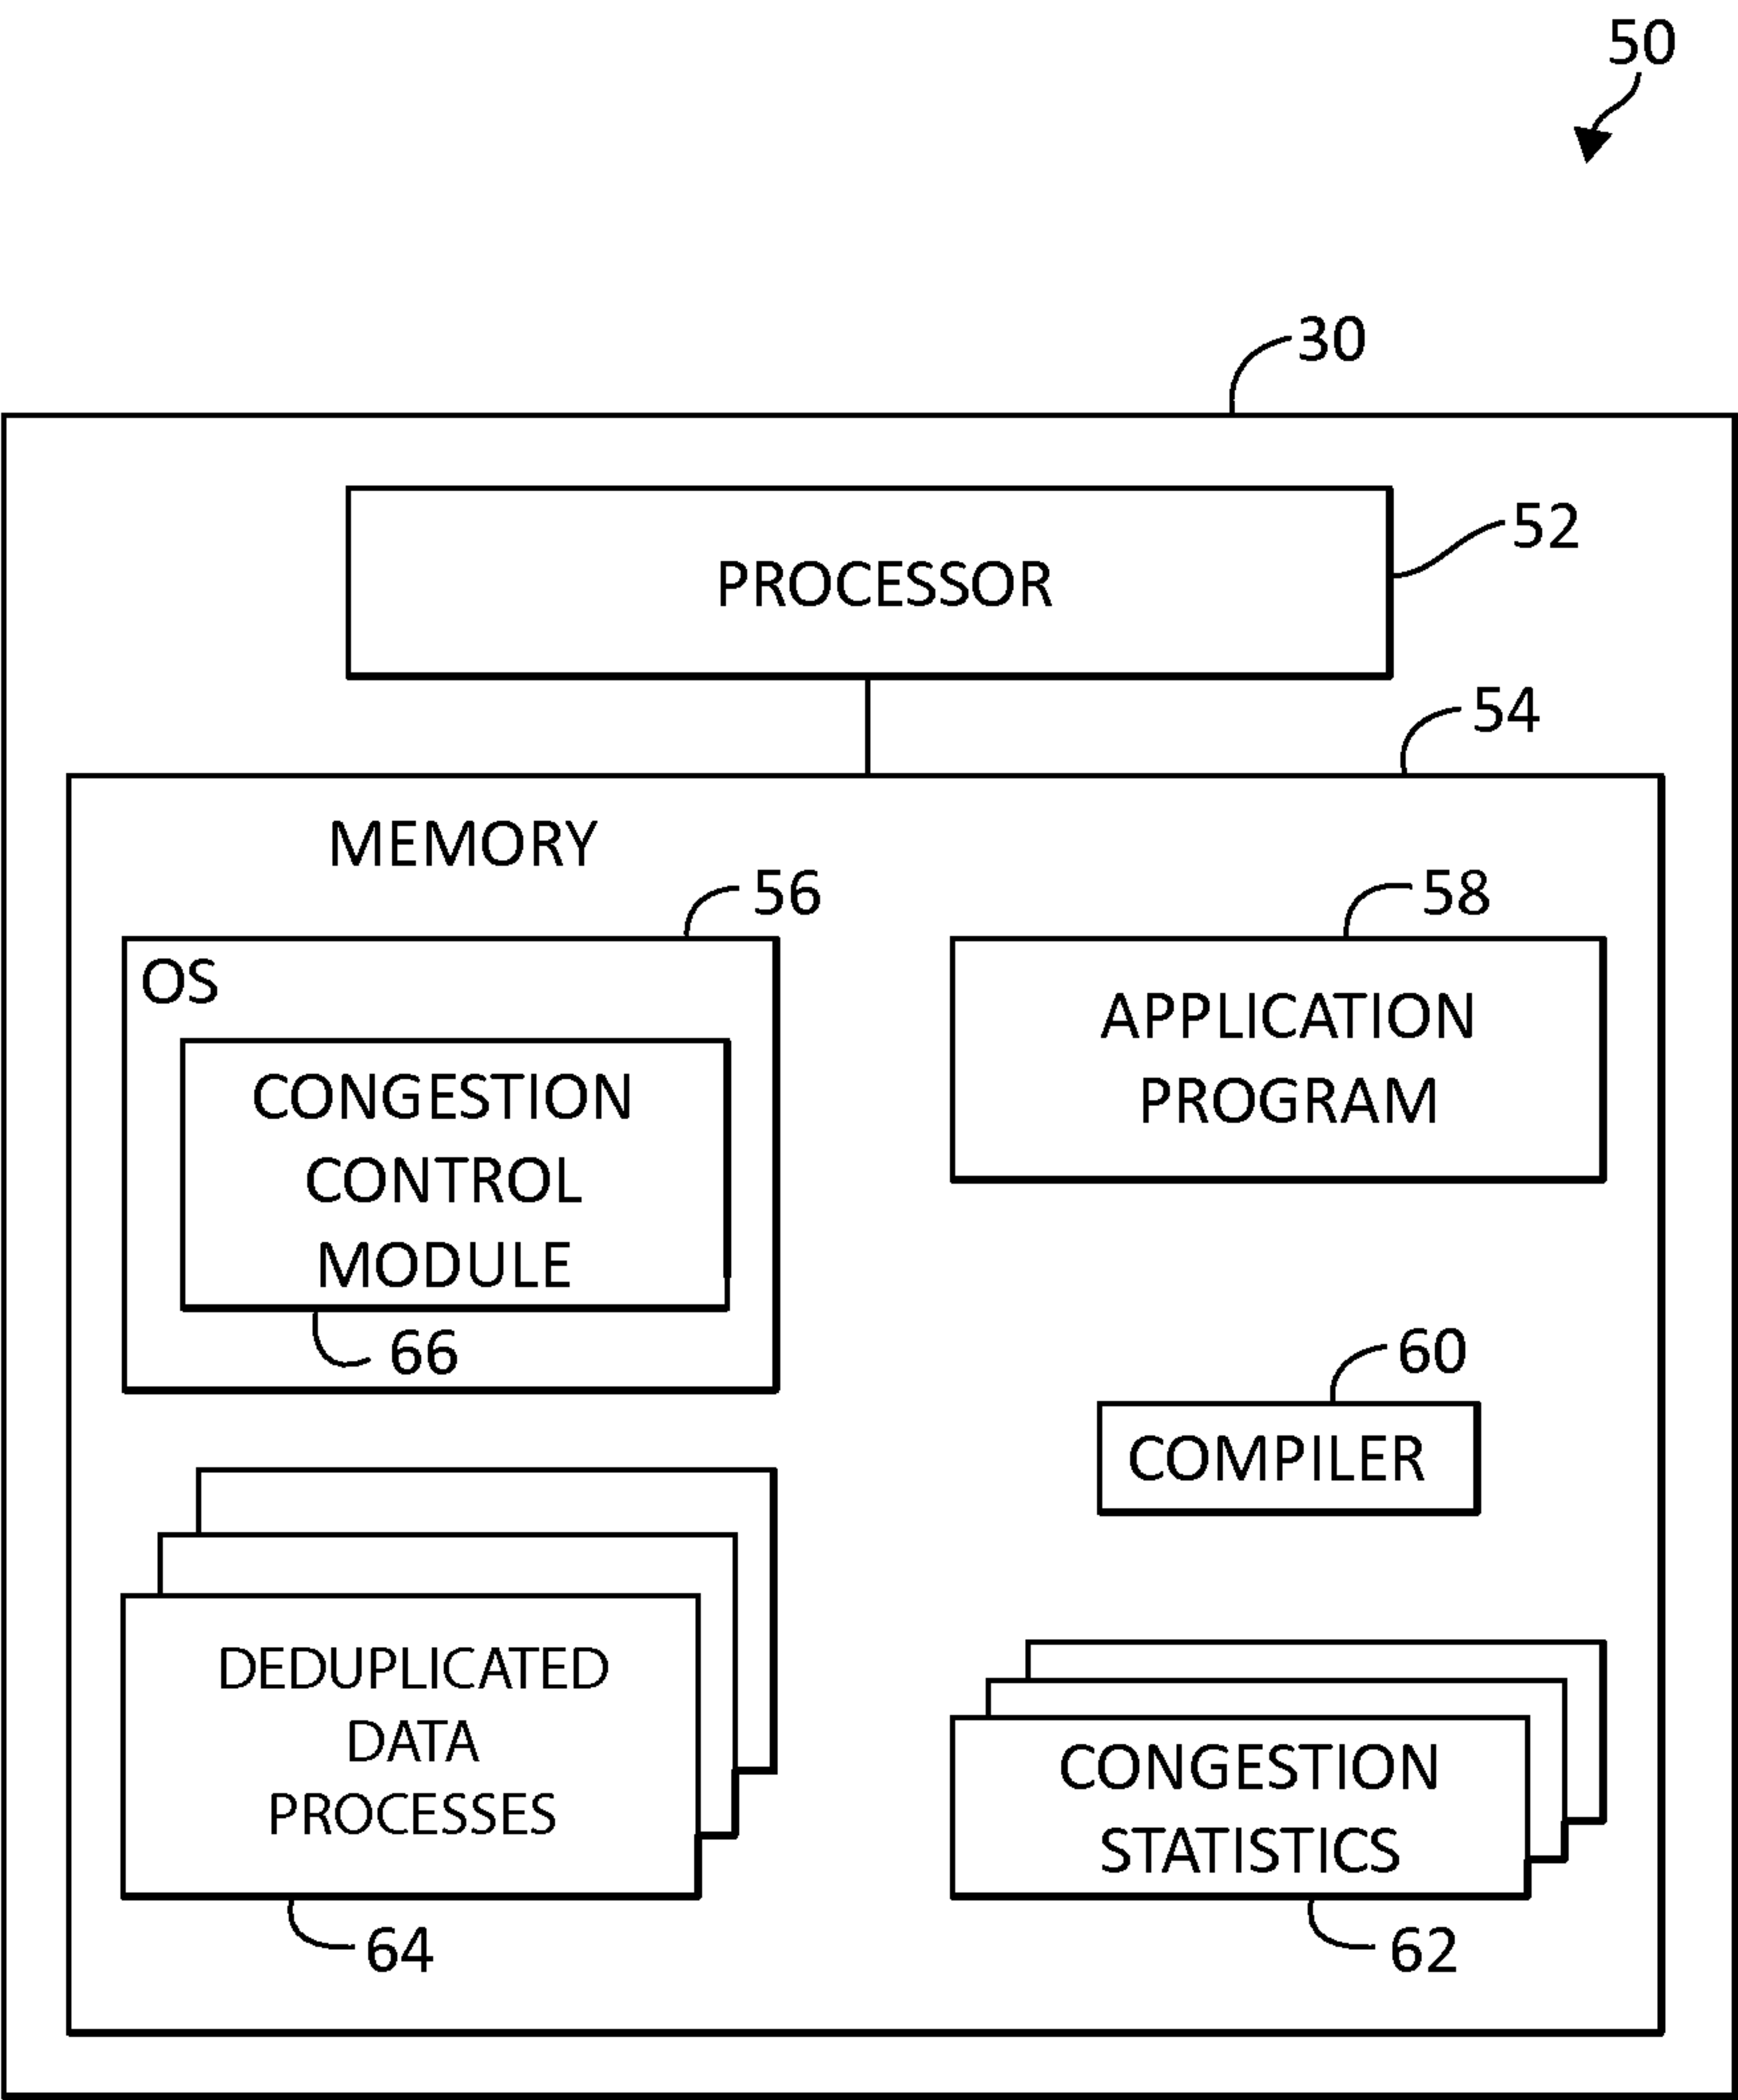 50
30
PROCESSOR
52
54
MEMORY
56
58
OS
CONGESTION
CONTROL
MODULE
66
APPLICATION
PROGRAM
60
COMPILER
DEDUPLICATED
DATA
PROCESSES
64
CONGESTION
STATISTICS
62